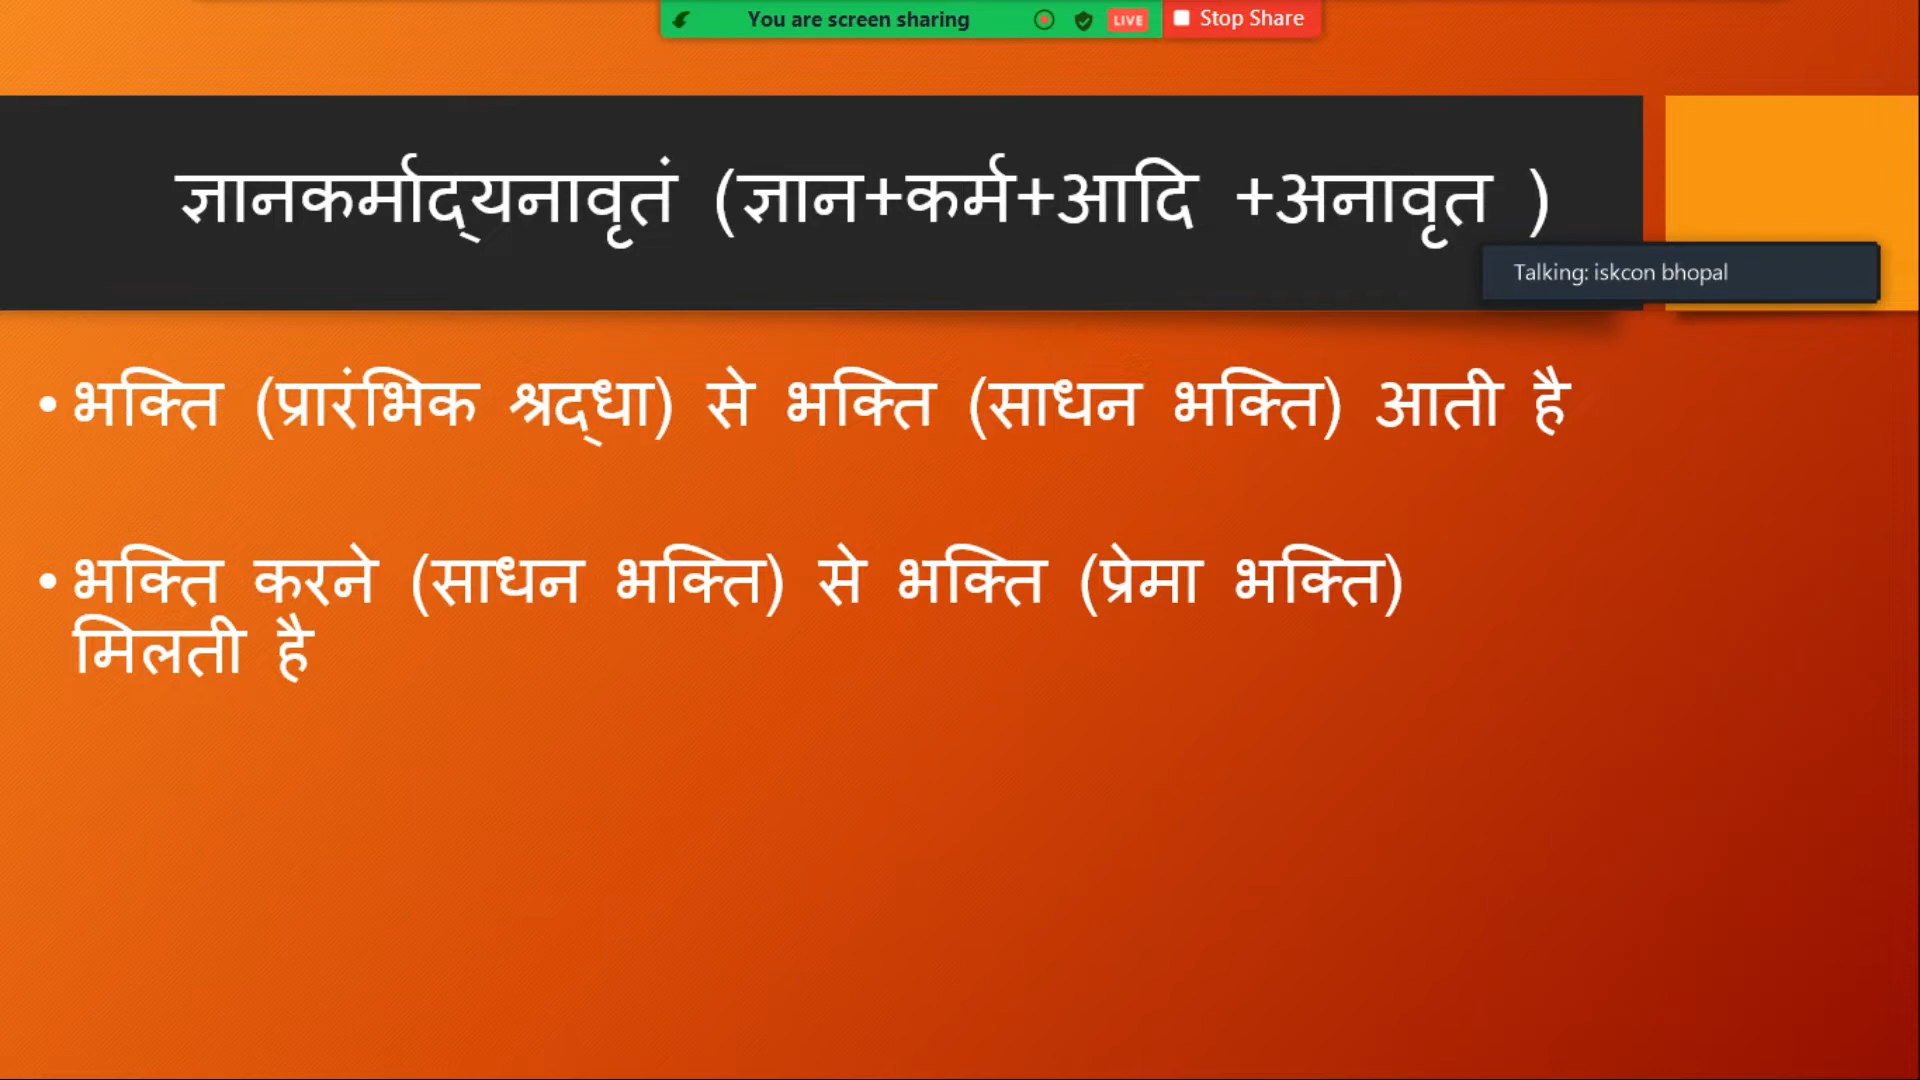 You are screen sharing LIVE Stop Share
ज्ञानकर्माद्यनावृतं (ज्ञान+कर्म+आदि +अनावृत )
Talking: iskcon bhopal
• भक्ति (प्रारंभिक श्रद्धा) से भक्ति (साधन भक्ति) आती है
• भक्ति करने (साधन भक्ति) से भक्ति (प्रेमा भक्ति)
मिलती है